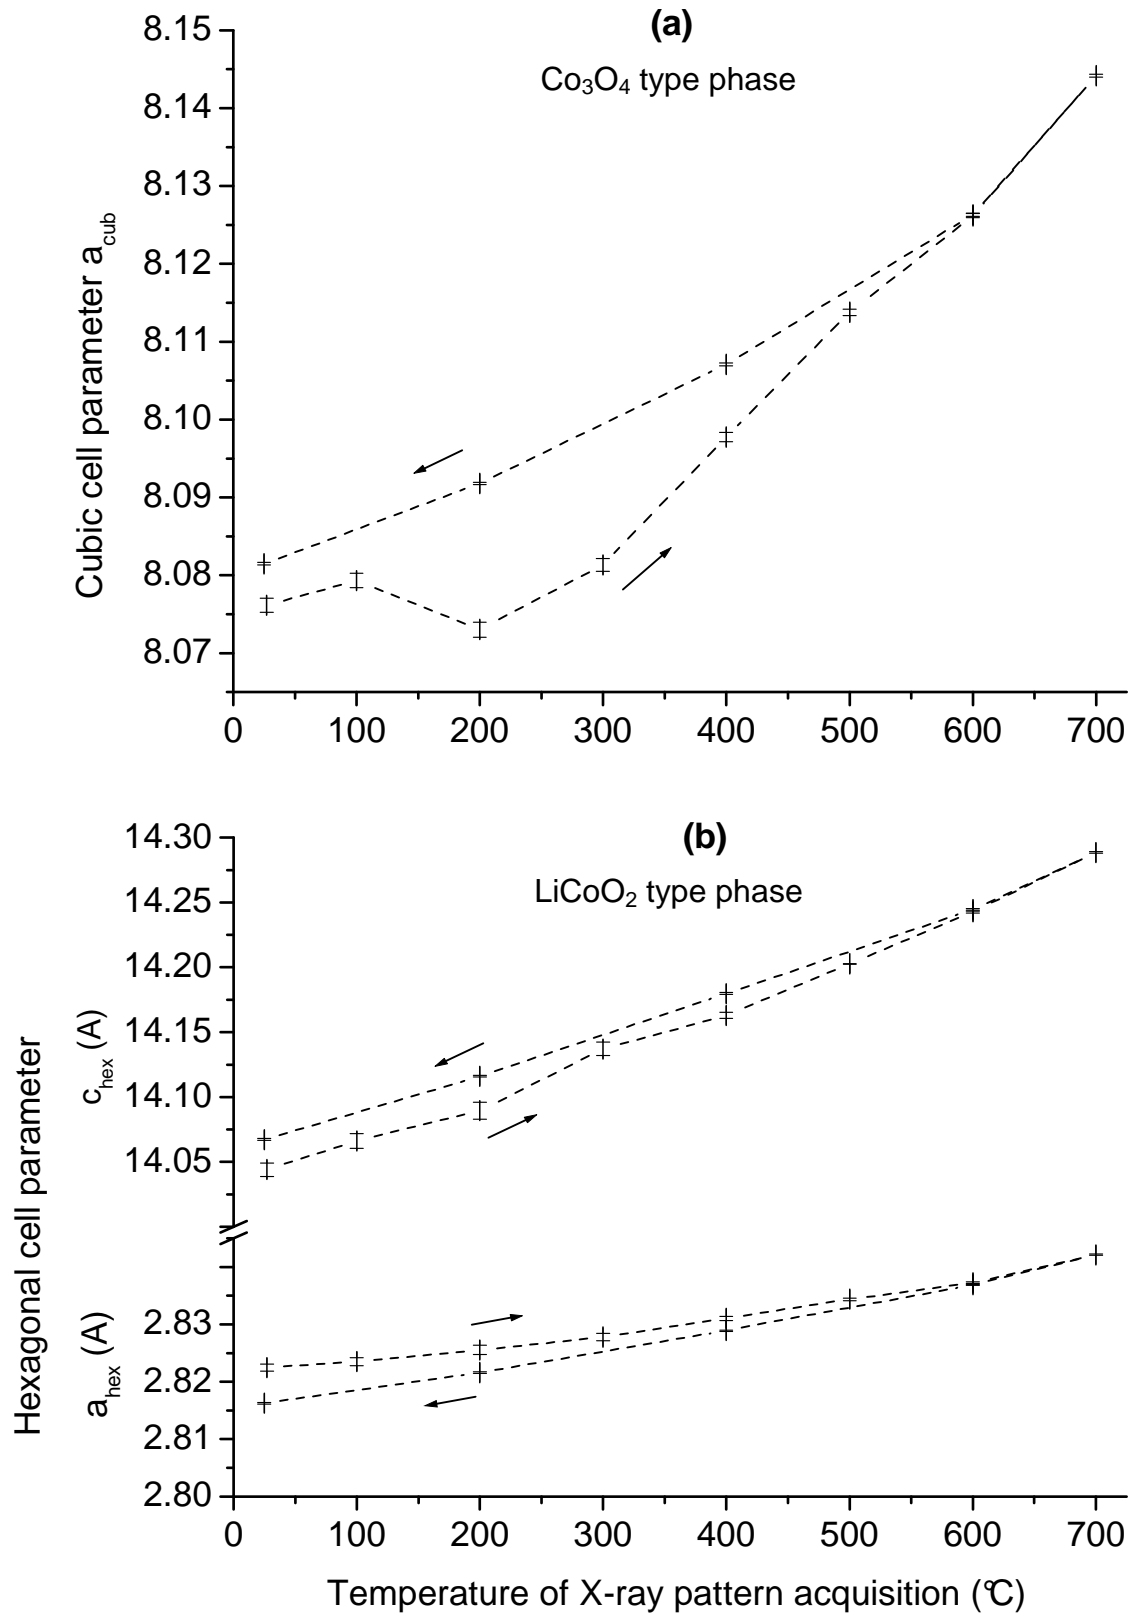 (a)
Co₃O₄ type phase
Cubic cell parameter a_cub
8.15
8.14
8.13
8.12
8.11
8.10
8.09
8.08
8.07
0 100 200 300 400 500 600 700
(b)
LiCoO₂ type phase
Hexagonal cell parameter
c_hex (A)
a_hex (A)
14.30
14.25
14.20
14.15
14.10
14.05
2.83
2.82
2.81
2.80
0 100 200 300 400 500 600 700
Temperature of X-ray pattern acquisition (°C)